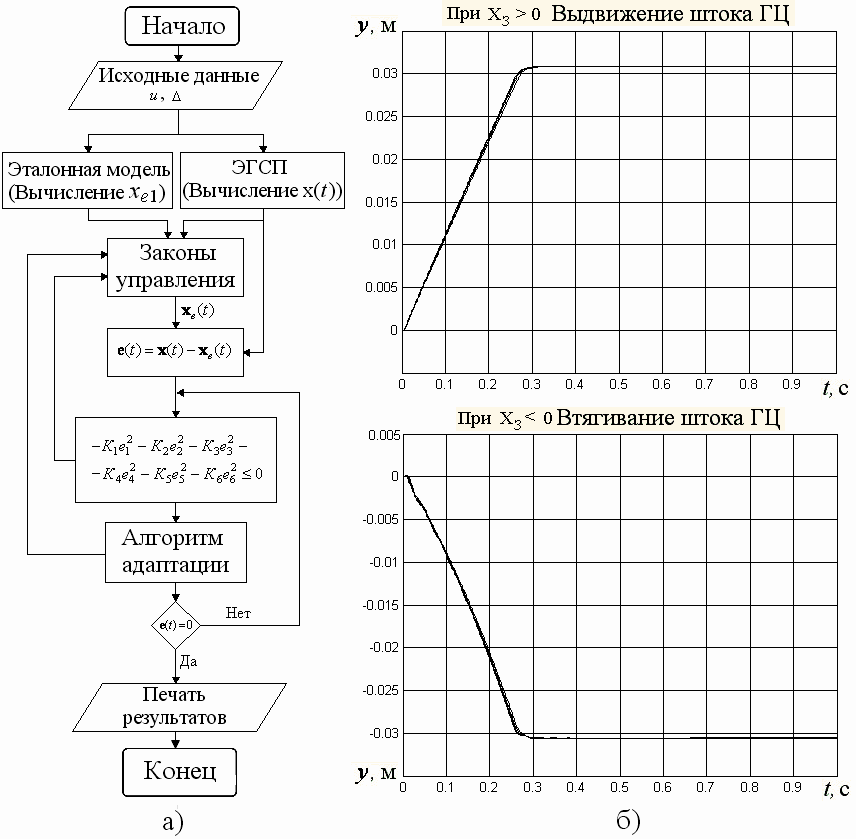 Начало
Исходные данные
u, Δ
Эталонная модель
(Вычисление x_e1)
ЭГСП
(Вычисление x(t))
Законы
управления
x_e(t)
e(t) = x(t) − x_e(t)
−K₁e₁² − K₂e₂² − K₃e₃² −
−K₄e₄² − K₅e₅² − K₆e₆² ≤ 0
Алгоритм
адаптации
e(t)=0
Нет
Да
Печать
результатов
Конец
а)
При X₃ > 0 Выдвижение штока ГЦ
y, м
0.03
0.025
0.02
0.015
0.01
0.005
0
0 0.1 0.2 0.3 0.4 0.5 0.6 0.7 0.8 0.9
t, с
При X₃ < 0 Втягивание штока ГЦ
0.005
0
-0.005
-0.01
-0.015
-0.02
-0.025
-0.03
y, м
0 0.1 0.2 0.3 0.4 0.5 0.6 0.7 0.8 0.9
t, с
б)